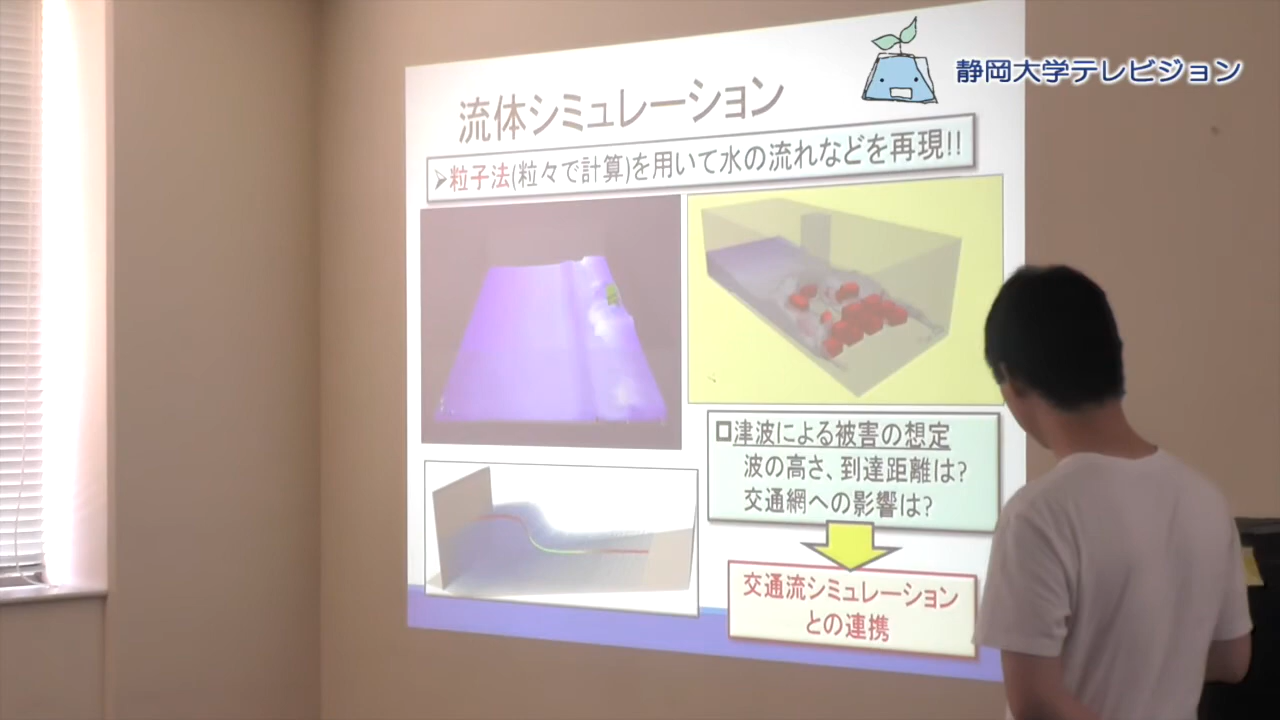 静岡大学テレビジョン
流体シミュレーション
➢粒子法(粒々で計算)を用いて水の流れなどを再現!!
□津波による被害の想定
波の高さ、到達距離は?
交通網への影響は?
交通流シミュレーション
との連携